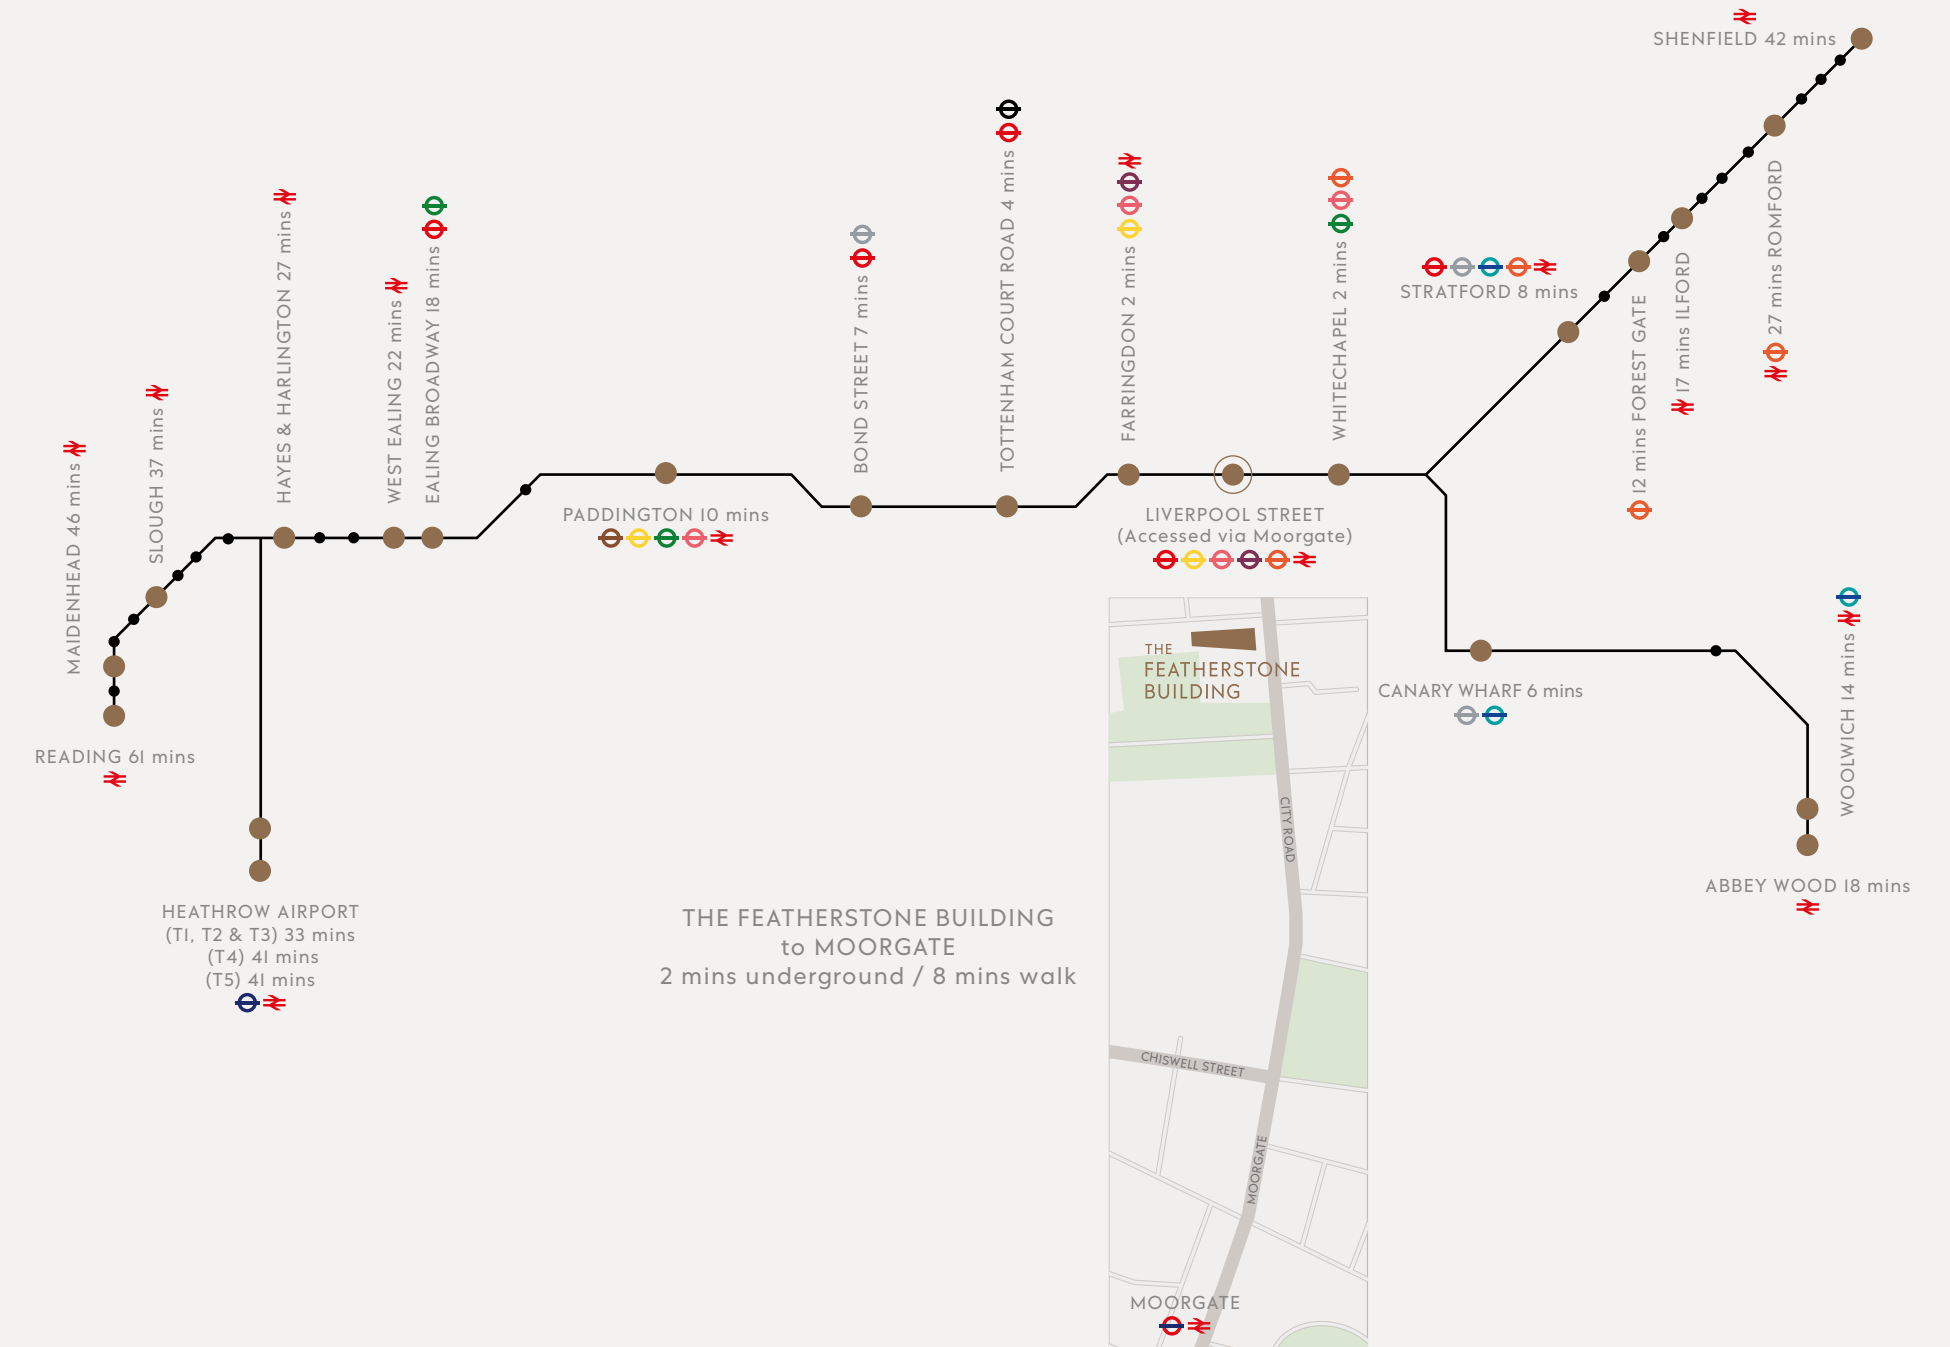 SHENFIELD 42 mins
TOTTENHAM COURT ROAD 4 mins
27 mins ROMFORD
HAYES & HARLINGTON 27 mins
EALING BROADWAY 18 mins
WEST EALING 22 mins
BOND STREET 7 mins
FARRINGDON 2 mins
WHITECHAPEL 2 mins
STRATFORD 8 mins
17 mins ILFORD
12 mins FOREST GATE
SLOUGH 37 mins
MAIDENHEAD 46 mins
PADDINGTON 10 mins
LIVERPOOL STREET
(Accessed via Moorgate)
THE
FEATHERSTONE
BUILDING
CANARY WHARF 6 mins
WOOLWICH 14 mins
READING 61 mins
CITY ROAD
ABBEY WOOD 18 mins
HEATHROW AIRPORT
(T1, T2 & T3) 33 mins
(T4) 41 mins
(T5) 41 mins
THE FEATHERSTONE BUILDING
to MOORGATE
2 mins underground / 8 mins walk
CHISWELL STREET
MOORGATE
MOORGATE